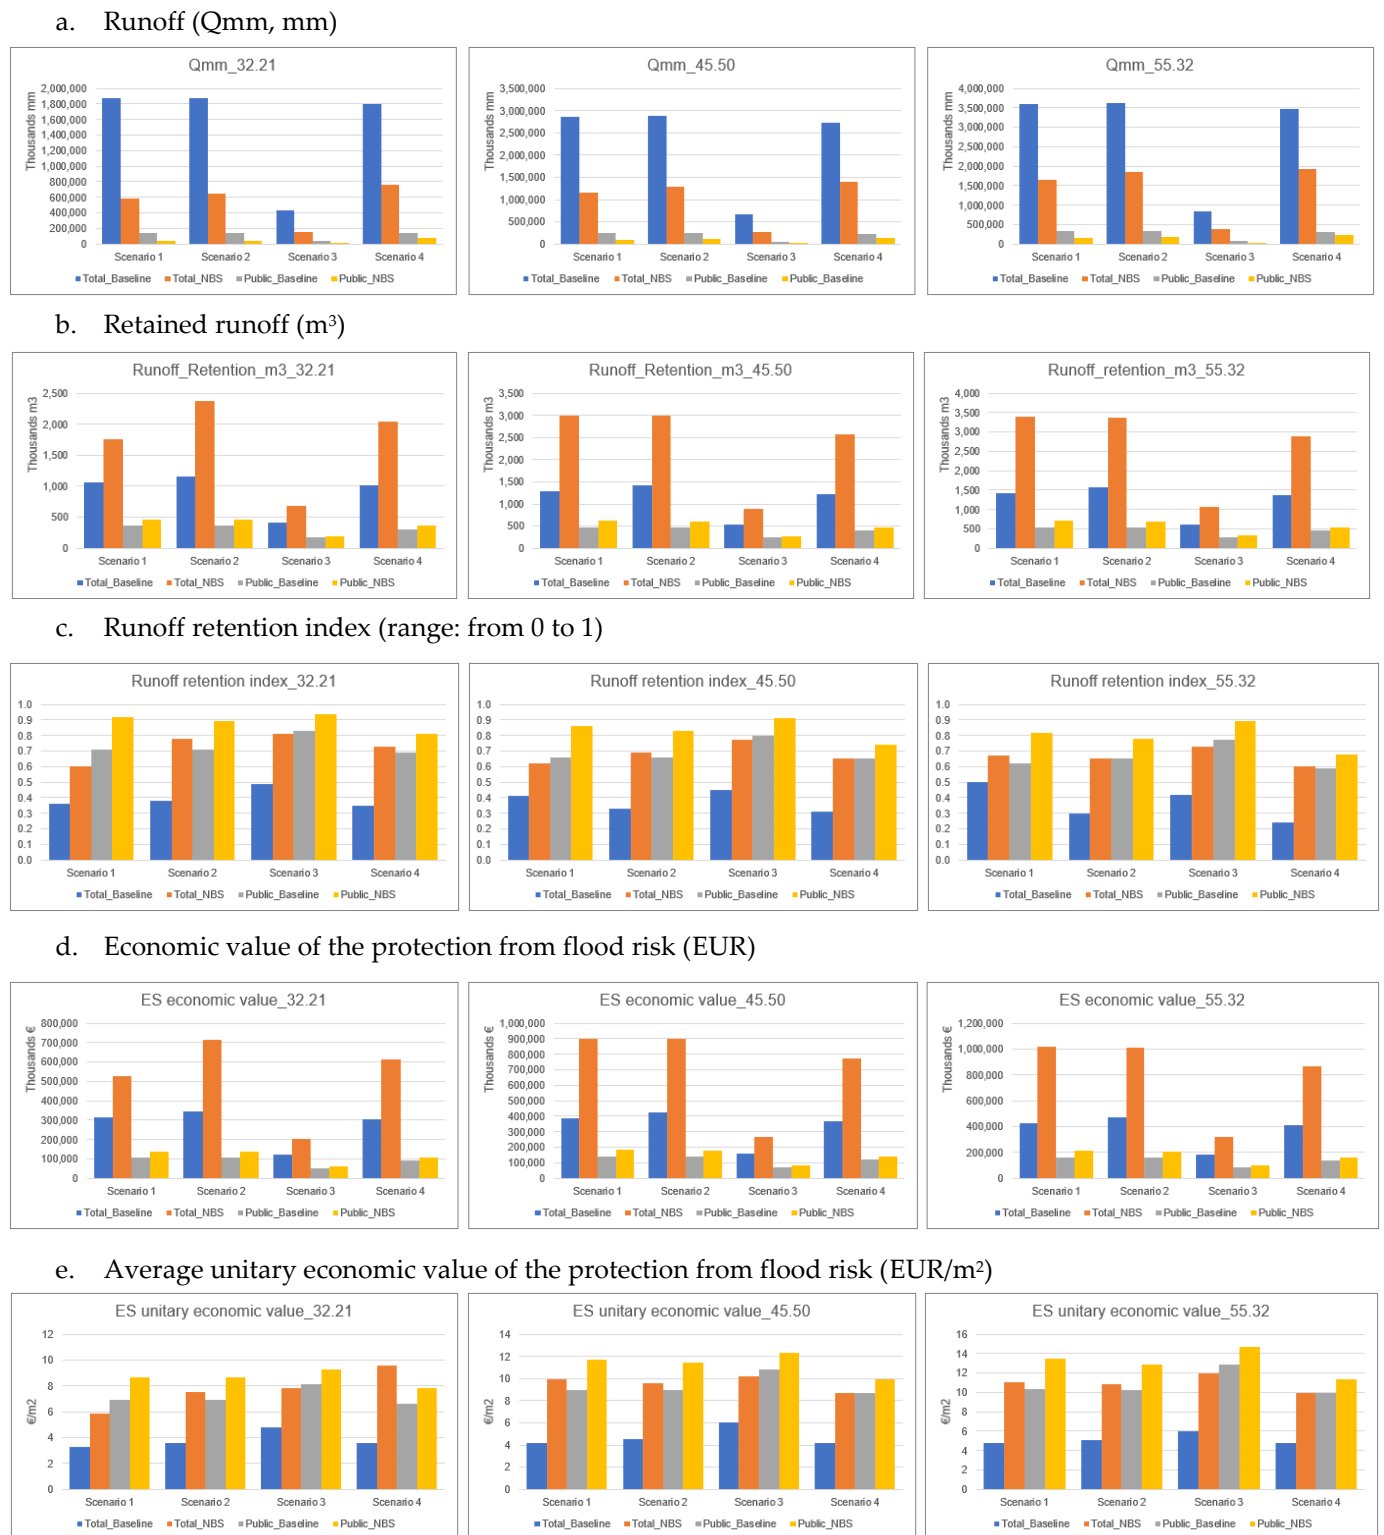 a. Runoff (Qmm, mm)
Qmm_32.21
Thousands mm
2,000,000
1,800,000
1,600,000
1,400,000
1,200,000
1,000,000
800,000
600,000
400,000
200,000
0
Scenario 1 Scenario 2 Scenario 3 Scenario 4
Total_Baseline Total_NBS Public_Baseline Public_NBS
Qmm_45.50
Thousands mm
3,500,000
3,000,000
2,500,000
2,000,000
1,500,000
1,000,000
500,000
0
Scenario 1 Scenario 2 Scenario 3 Scenario 4
Total_Baseline Total_NBS Public_Baseline Public_Baseline
Qmm_55.32
Thousands mm
4,000,000
3,500,000
3,000,000
2,500,000
2,000,000
1,500,000
1,000,000
500,000
0
Scenario 1 Scenario 2 Scenario 3 Scenario 4
Total_Baseline Total_NBS Public_Baseline Public_NBS
b. Retained runoff (m³)
Runoff_Retention_m3_32.21
Thousands m3
2,500
2,000
1,500
1,000
500
0
Scenario 1 Scenario 2 Scenario 3 Scenario 4
Total_Baseline Total_NBS Public_Baseline Public_NBS
Runoff_Retention_m3_45.50
Thousands m3
3,500
3,000
2,500
2,000
1,500
1,000
500
0
Scenario 1 Scenario 2 Scenario 3 Scenario 4
Total_Baseline Total_NBS Public_Baseline Public_NBS
Runoff_retention_m3_55.32
Thousands m3
4,000
3,500
3,000
2,500
2,000
1,500
1,000
500
0
Scenario 1 Scenario 2 Scenario 3 Scenario 4
Total_Baseline Total_NBS Public_Baseline Public_NBS
c. Runoff retention index (range: from 0 to 1)
Runoff retention index_32.21
1.0
0.9
0.8
0.7
0.6
0.5
0.4
0.3
0.2
0.1
0.0
Scenario 1 Scenario 2 Scenario 3 Scenario 4
Total_Baseline Total_NBS Public_Baseline Public_NBS
Runoff retention index_45.50
1.0
0.9
0.8
0.7
0.6
0.5
0.4
0.3
0.2
0.1
0.0
Scenario 1 Scenario 2 Scenario 3 Scenario 4
Total_Baseline Total_NBS Public_Baseline Public_NBS
Runoff retention index_55.32
1.0
0.9
0.8
0.7
0.6
0.5
0.4
0.3
0.2
0.1
0.0
Scenario 1 Scenario 2 Scenario 3 Scenario 4
Total_Baseline Total_NBS Public_Baseline Public_NBS
d. Economic value of the protection from flood risk (EUR)
ES economic value_32.21
Thousands €
800,000
700,000
600,000
500,000
400,000
300,000
200,000
100,000
0
Scenario 1 Scenario 2 Scenario 3 Scenario 4
Total_Baseline Total_NBS Public_Baseline Public_NBS
ES economic value_45.50
Thousands €
1,000,000
900,000
800,000
700,000
600,000
500,000
400,000
300,000
200,000
100,000
0
Scenario 1 Scenario 2 Scenario 3 Scenario 4
Total_Baseline Total_NBS Public_Baseline Public_NBS
ES economic value_55.32
Thousands €
1,200,000
1,000,000
800,000
600,000
400,000
200,000
0
Scenario 1 Scenario 2 Scenario 3 Scenario 4
Total_Baseline Total_NBS Public_Baseline Public_NBS
e. Average unitary economic value of the protection from flood risk (EUR/m²)
ES unitary economic value_32.21
€/m2
12
10
8
6
4
2
0
Scenario 1 Scenario 2 Scenario 3 Scenario 4
Total_Baseline Total_NBS Public_Baseline Public_NBS
ES unitary economic value_45.50
€/m2
14
12
10
8
6
4
2
0
Scenario 1 Scenario 2 Scenario 3 Scenario 4
Total_Baseline Total_NBS Public_Baseline Public_NBS
ES unitary economic value_55.32
€/m2
16
14
12
10
8
6
4
2
0
Scenario 1 Scenario 2 Scenario 3 Scenario 4
Total_Baseline Total_NBS Public_Baseline Public_NBS